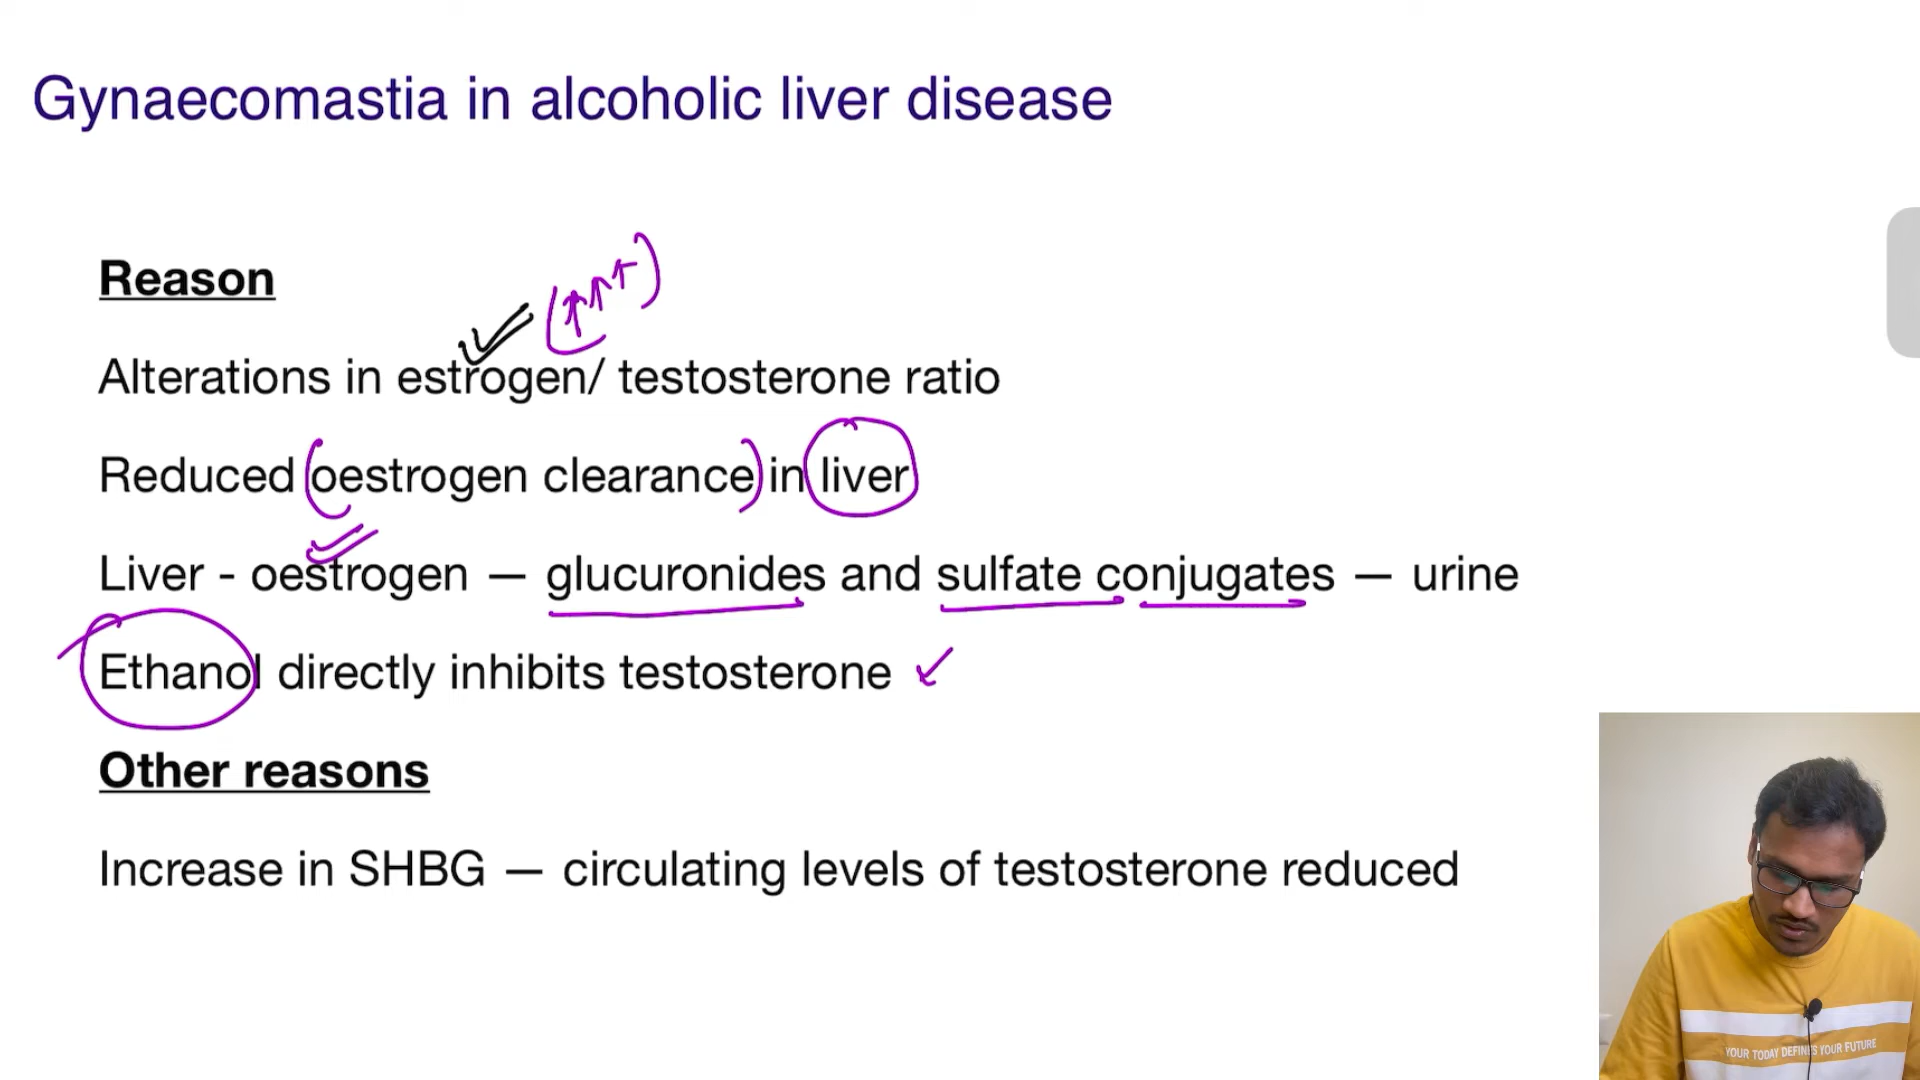 Gynaecomastia in alcoholic liver disease
Reason
(↑↑↑)
Alterations in estrogen/ testosterone ratio
Reduced (oestrogen clearance) in liver
Liver - oestrogen — glucuronides and sulfate conjugates — urine
Ethanol directly inhibits testosterone
Other reasons
Increase in SHBG — circulating levels of testosterone reduced
YOUR TODAY DEFINES YOUR FUTURE